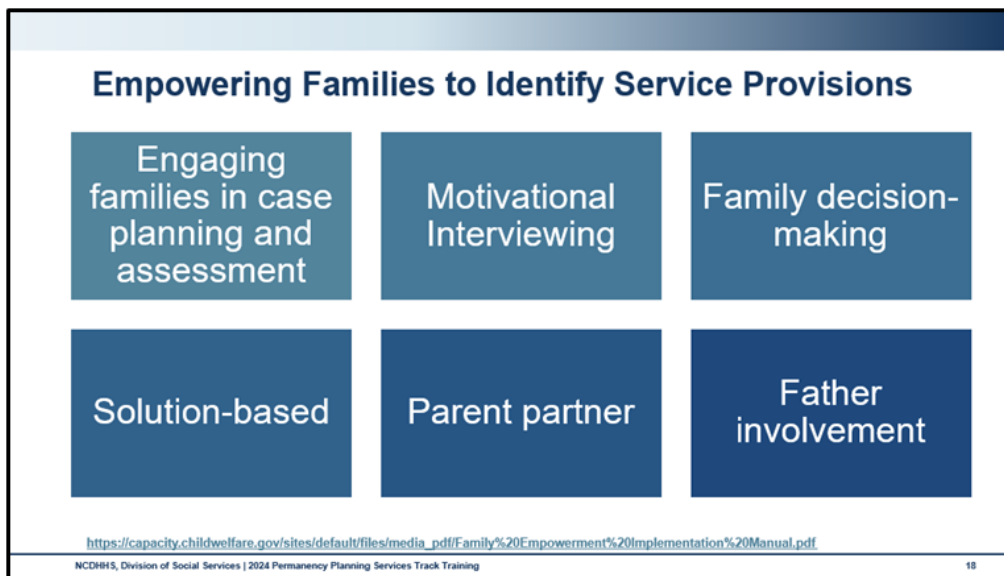 Empowering Families to Identify Service Provisions
Engaging
families in case
planning and
assessment
Motivational
Interviewing
Family decision-
making
Solution-based
Parent partner
Father
involvement
https://capacity.childwelfare.gov/sites/default/files/media_pdf/Family%20Empowerment%20Implementation%20Manual.pdf
NCDHHS, Division of Social Services | 2024 Permanency Planning Services Track Training
18